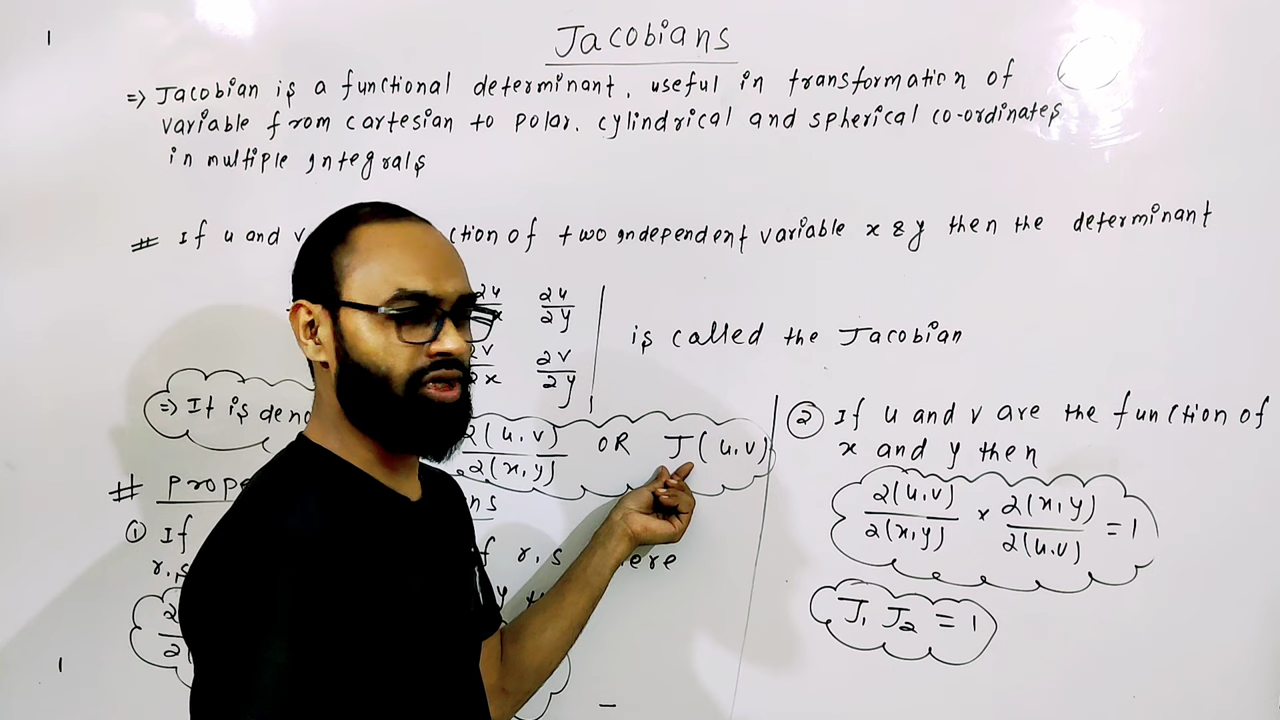 Jacobians
=> Jacobian is a functional determinant, useful in transformation of
variable from cartesian to polar, cylindrical and spherical co-ordinates
in multiple integrals
# If u and v ction of two independent variable x & y then the determinant
∂u ∂u
∂y
∂v ∂v
∂x ∂y
is called the Jacobian
=> It is deno
∂(u,v) OR J(u,v)
∂(x,y)
# prope ns
① If
r,s f r,s ere
y
② If u and v are the function of
x and y then
∂(u,v) × ∂(x,y) = 1
∂(x,y) ∂(u,v)
J₁ J₂ = 1